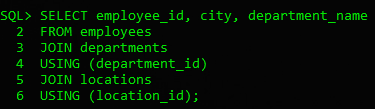 SQL> SELECT employee_id, city, department_name
2 FROM employees
3 JOIN departments
4 USING (department_id)
5 JOIN locations
6 USING (location_id);